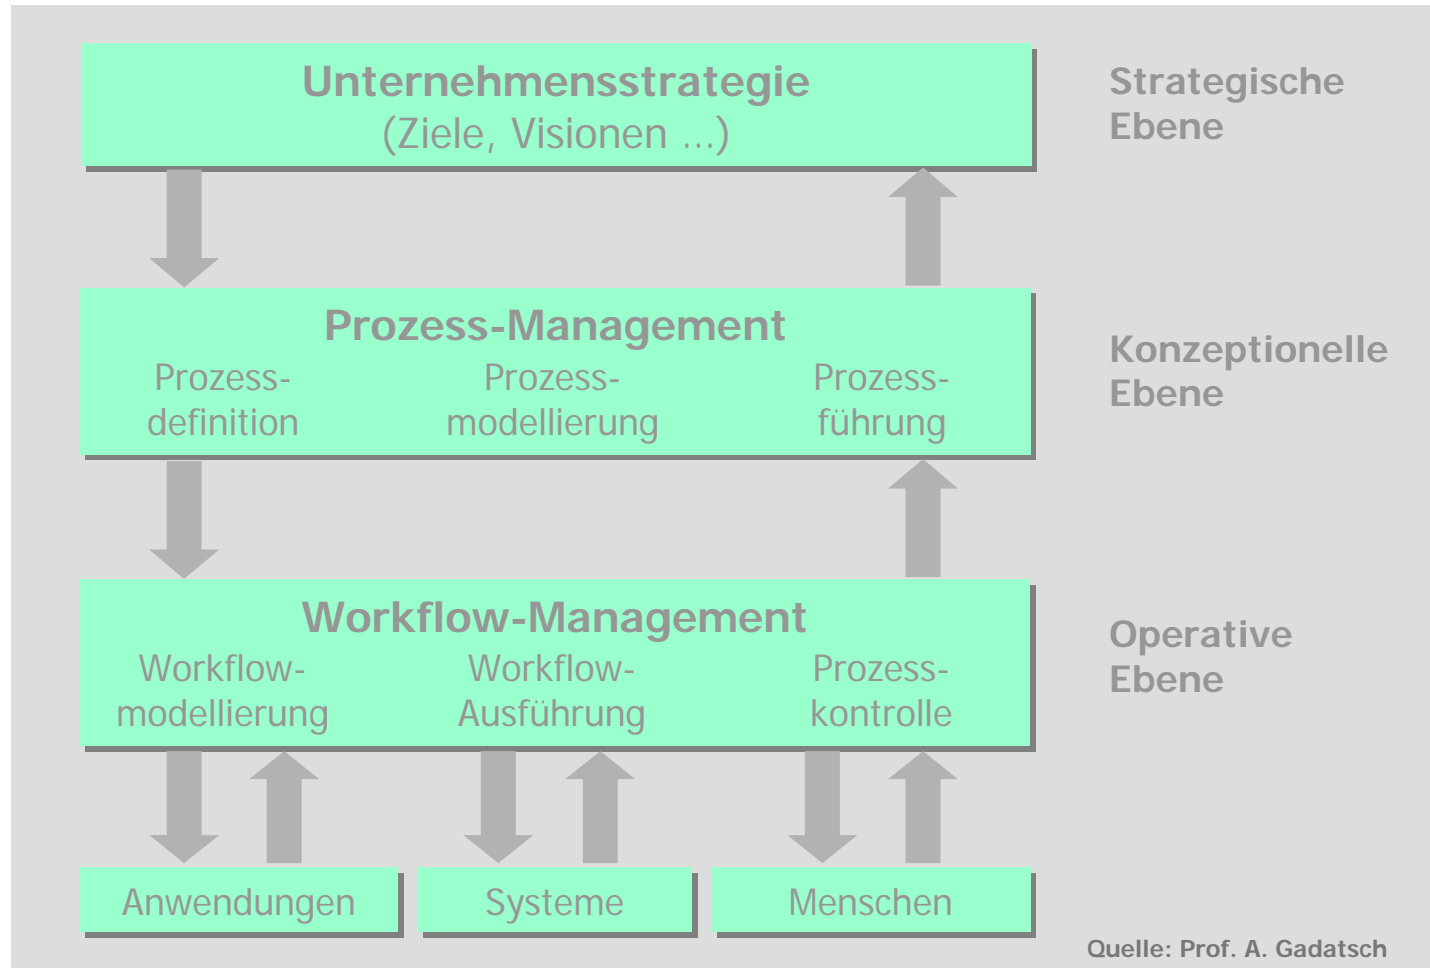 Unternehmensstrategie
(Ziele, Visionen ...)
Strategische
Ebene
Prozess-Management
Prozess-
definition
Prozess-
modellierung
Prozess-
führung
Konzeptionelle
Ebene
Workflow-Management
Workflow-
modellierung
Workflow-
Ausführung
Prozess-
kontrolle
Operative
Ebene
Anwendungen
Systeme
Menschen
Quelle: Prof. A. Gadatsch